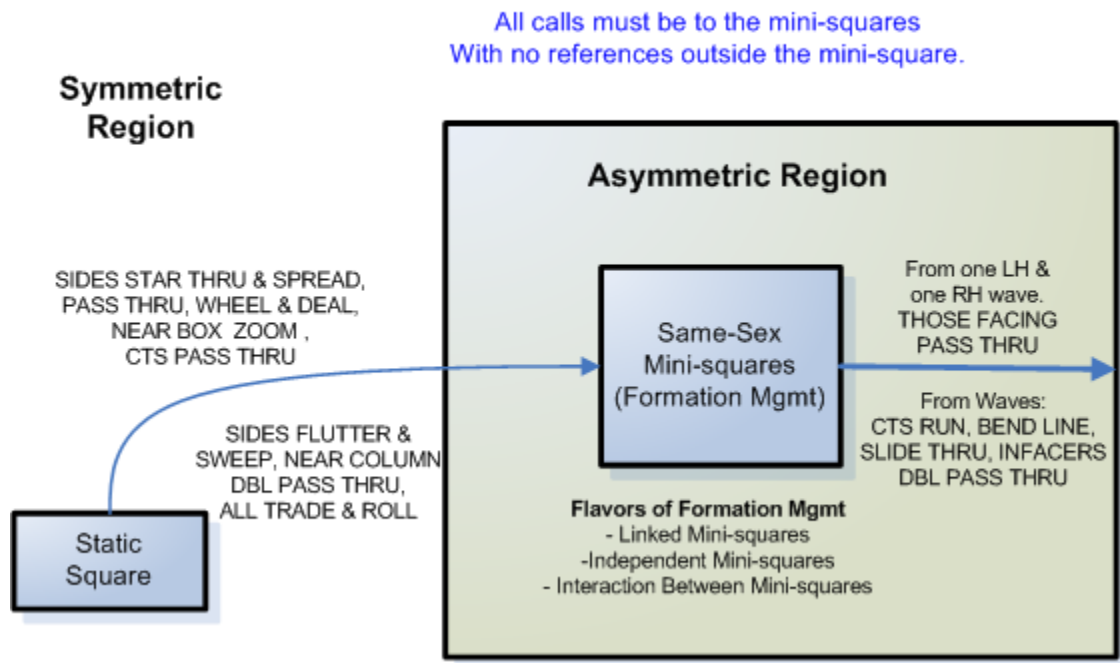 All calls must be to the mini-squares
With no references outside the mini-square.
Symmetric
Region
Asymmetric Region
SIDES STAR THRU & SPREAD,
PASS THRU, WHEEL & DEAL,
NEAR BOX  ZOOM ,
CTS PASS THRU
SIDES FLUTTER &
SWEEP, NEAR COLUMN
DBL PASS THRU,
ALL TRADE & ROLL
Static
Square
Same-Sex
Mini-squares
(Formation Mgmt)
From one LH &
one RH wave.
THOSE FACING
PASS THRU
From Waves:
CTS RUN, BEND LINE,
SLIDE THRU, INFACERS
DBL PASS THRU
Flavors of Formation Mgmt
- Linked Mini-squares
-Independent Mini-squares
- Interaction Between Mini-squares